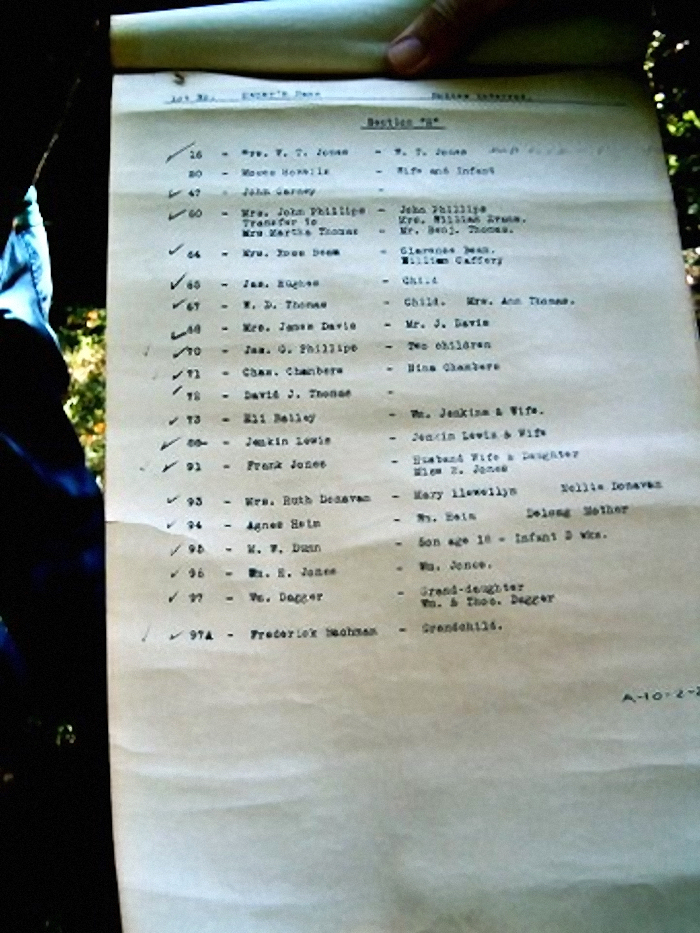 Lot No. Owner's Name Bodies Interred.
Section "A"
16 - Mrs. W. T. Jones - W. T. Jones
20 - Moses Howells - Wife and Infant
47 - John Carney -
60 - Mrs. John Phillips - John Phillips
Transfer to Mrs. William Evans.
Mrs Martha Thomas - Mr. Benj. Thomas.
64 - Mrs. Rose Beam - Clarence Beam.
William Caffery
65 - Jas. Hughes - Child
67 - W. D. Thomas - Child. Mrs. Ann Thomas.
68 - Mrs. James Davis - Mr. J. Davis
70 - Jas. G. Phillips - Two children
71 - Chas. Chambers - Nina Chambers
72 - David J. Thomas -
73 - Eli Bailey - Wm. Jenkins & Wife.
80 - Jenkin Lewis - Jenkin Lewis & Wife
91 - Frank Jones - Husband Wife & Daughter
Miss E. Jones
93 - Mrs. Ruth Donavan - Mary Llewellyn Nellie Donavan
94 - Agnes Heim - Wm. Heim Delong Mother
95 - M. W. Dunn - Son age 18 - Infant 3 wks.
96 - Wm. H. Jones - Wm. Jones.
97 - Wm. Dagger - Grand-daughter
Wm. & Thos. Dagger
97A - Frederick Bachman - Grandchild.
A-10-2-